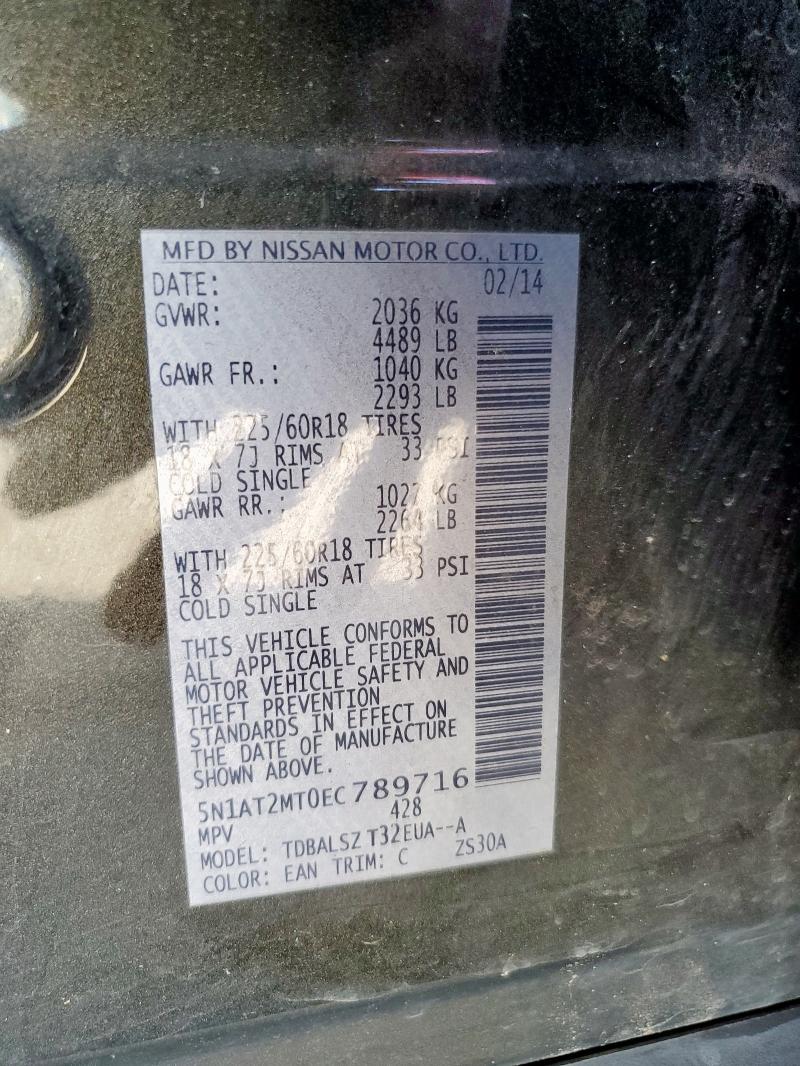 MFD BY NISSAN MOTOR CO., LTD.
DATE: 02/14
GVWR: 2036 KG
4489 LB
GAWR FR.: 1040 KG
2293 LB
WITH 225/60R18 TIRES
18 X 7J RIMS AT 33 PSI
COLD SINGLE
GAWR RR.: 1027 KG
2264 LB
WITH 225/60R18 TIRES
18 X 7J RIMS AT 33 PSI
COLD SINGLE
THIS VEHICLE CONFORMS TO
ALL APPLICABLE FEDERAL
MOTOR VEHICLE SAFETY AND
THEFT PREVENTION
STANDARDS IN EFFECT ON
THE DATE OF MANUFACTURE
SHOWN ABOVE.
5N1AT2MT0EC789716
MPV 428
MODEL: TDBALSZ T32EUA--A
COLOR: EAN TRIM: C ZS30A